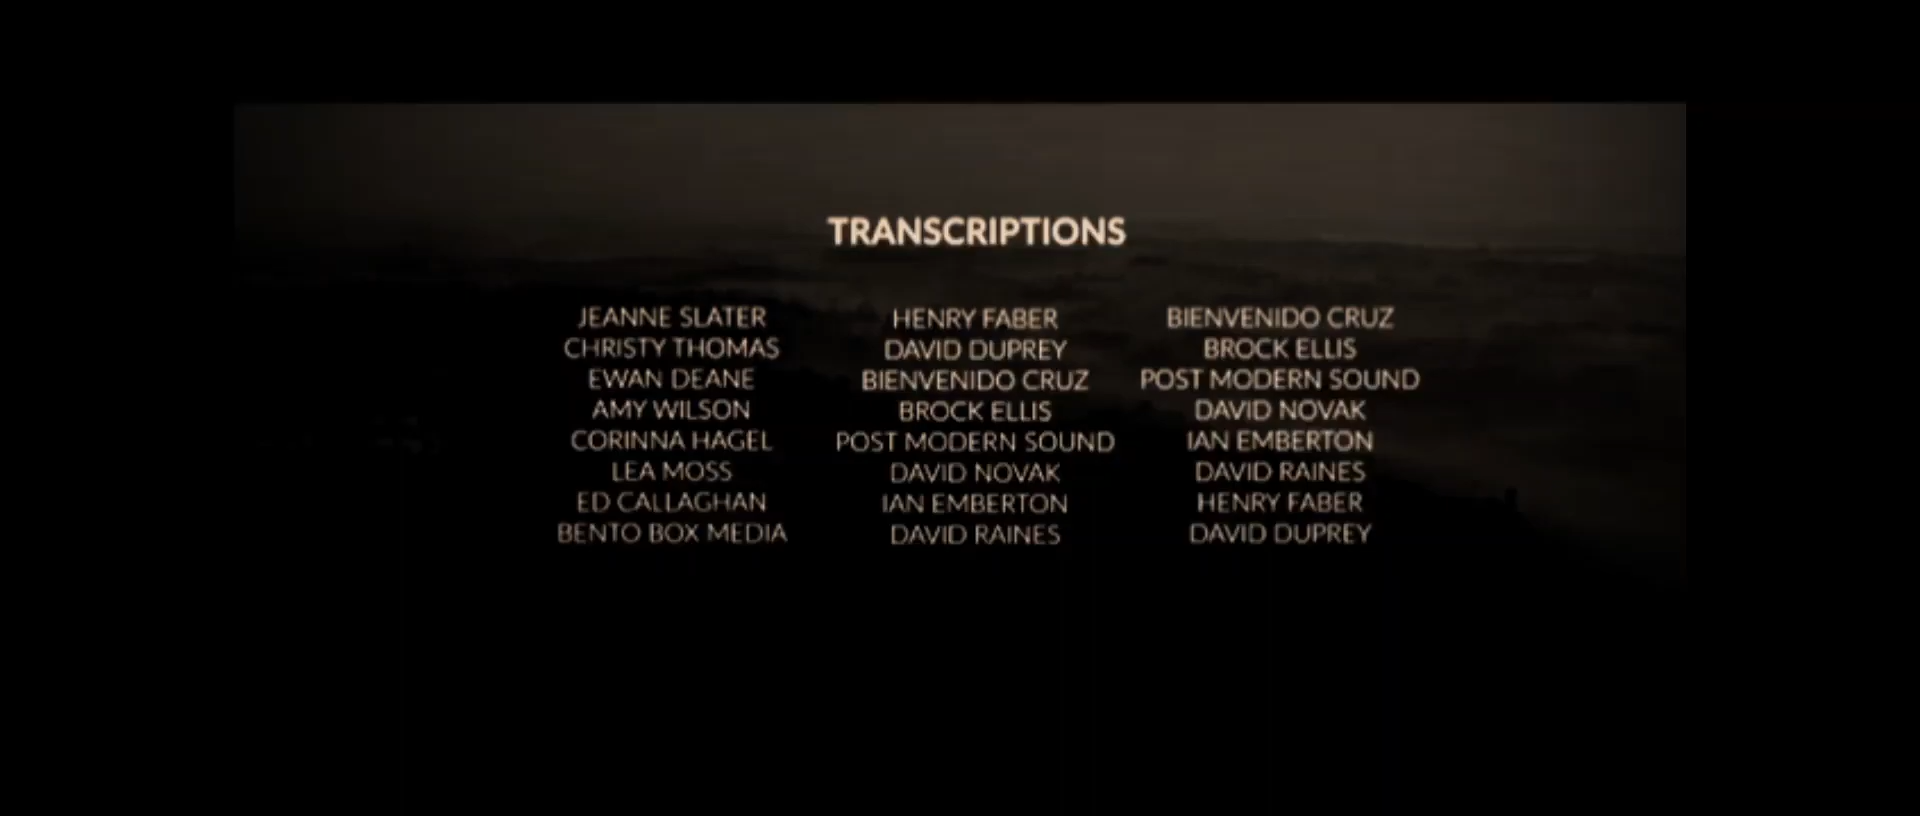 TRANSCRIPTIONS
JEANNE SLATER
CHRISTY THOMAS
EWAN DEANE
AMY WILSON
CORINNA HAGEL
LEA MOSS
ED CALLAGHAN
BENTO BOX MEDIA
HENRY FABER
DAVID DUPREY
BIENVENIDO CRUZ
BROCK ELLIS
POST MODERN SOUND
DAVID NOVAK
IAN EMBERTON
DAVID RAINES
BIENVENIDO CRUZ
BROCK ELLIS
POST MODERN SOUND
DAVID NOVAK
IAN EMBERTON
DAVID RAINES
HENRY FABER
DAVID DUPREY